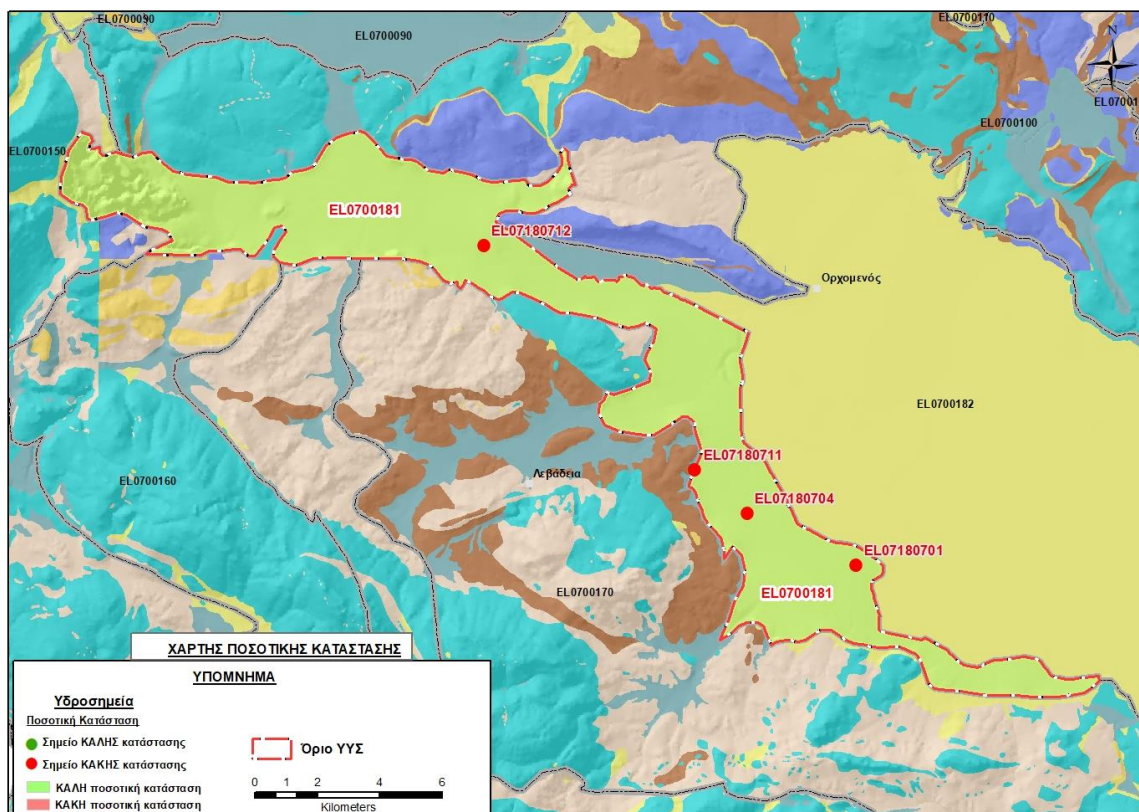 EL0700090
EL0700090
EL0700110
N
EL07001
EL0700100
EL0700150
EL0700181
EL07180712
Ορχομενός
EL0700182
EL07180711
Λεβάδεια
EL0700160
EL07180704
EL07180701
EL0700170
EL0700181
ΧΑΡΤΗΣ ΠΟΣΟΤΙΚΗΣ ΚΑΤΑΣΤΑΣΗΣ
ΥΠΟΜΝΗΜΑ
Υδροσημεία
Ποσοτική Κατάσταση
Σημείο ΚΑΛΗΣ κατάστασης
Σημείο ΚΑΚΗΣ κατάστασης
Όριο ΥΥΣ
ΚΑΛΗ ποσοτική κατάσταση
ΚΑΚΗ ποσοτική κατάσταση
0 1 2 4 6
Kilometers